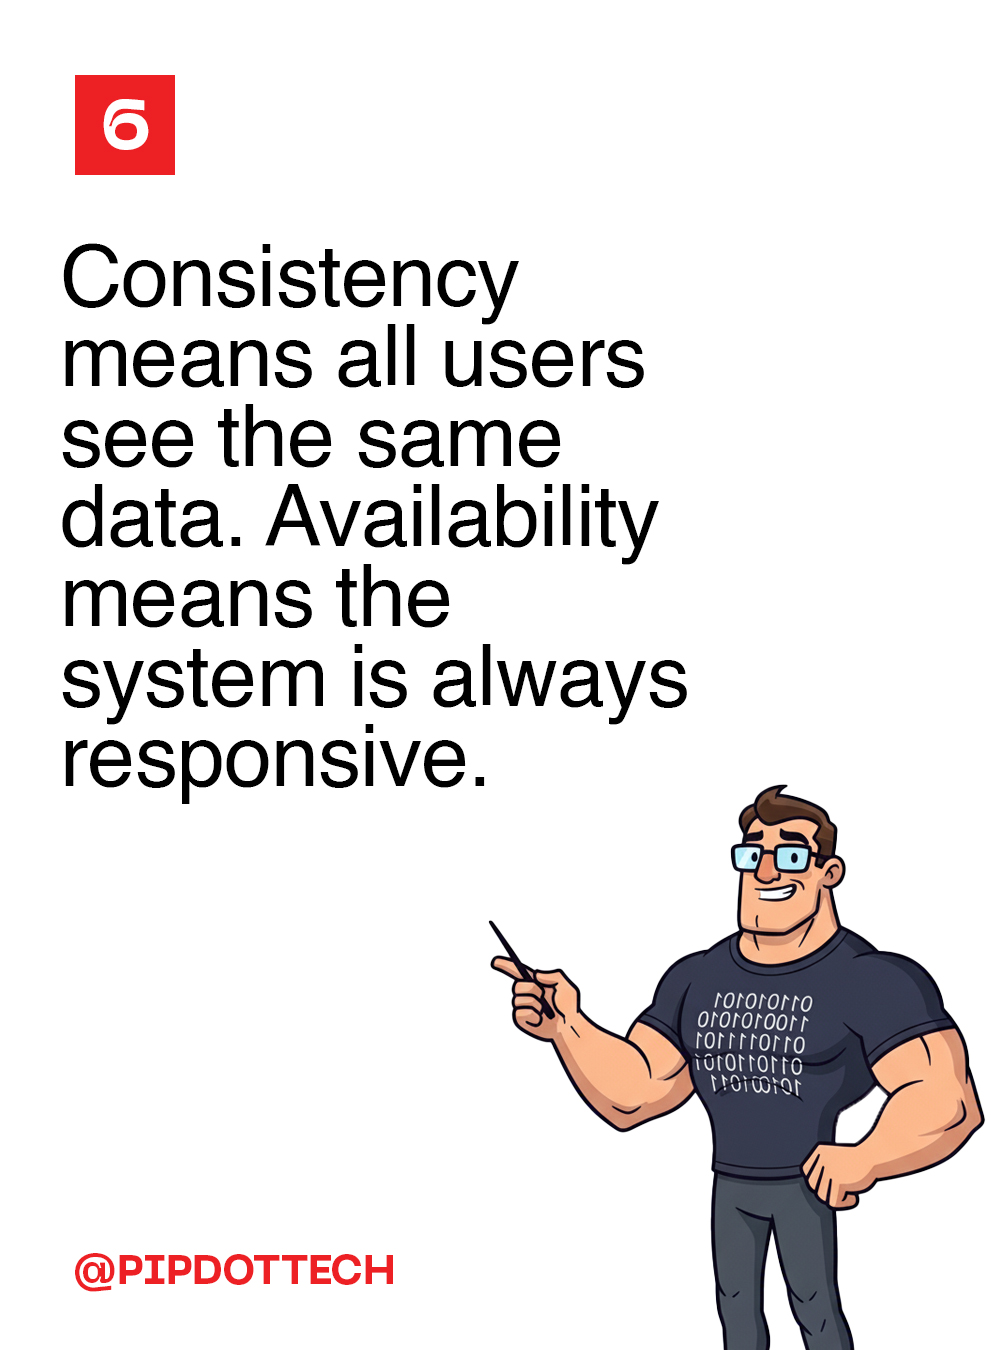 6
Consistency
means all users
see the same
data. Availability
means the
system is always
responsive.
@PIPDOTTECH